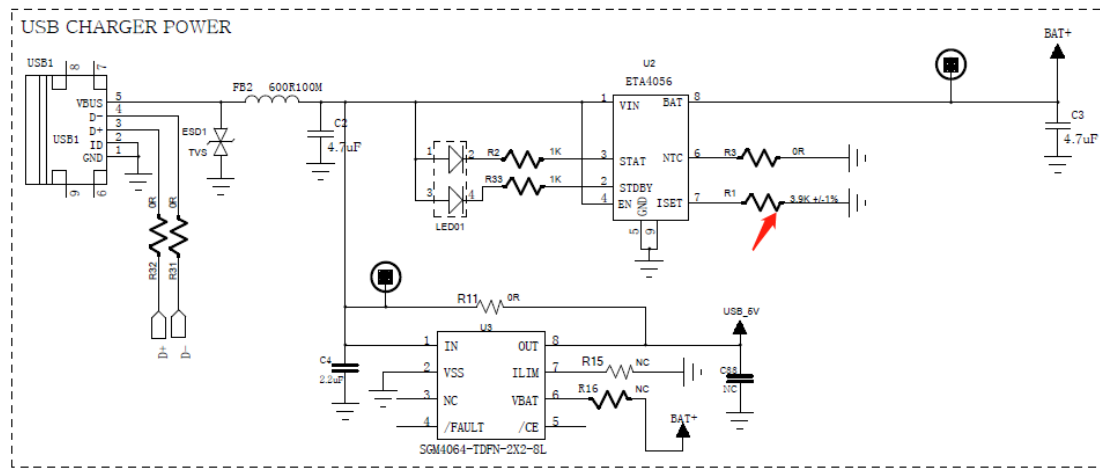 USB CHARGER POWER
USB1
8
7
VBUS
5
D-
4
D+
3
ID
2
GND
1
USB1
9
6
ESD1
TVS
FB2 600R100M
C2
4.7uF
0R
0R
R32
R31
D+
D-
1
2
3
4
LED01
R2
1K
R33
1K
U2
ETA4056
1
VIN
BAT
8
3
STAT
NTC
6
2
STDBY
4
EN
ISET
7
GND
5
9
R3
0R
R1
3.9K +/-1%
BAT+
C3
4.7uF
R11
0R
U3
1
IN
OUT
8
2
VSS
ILIM
7
3
NC
VBAT
6
4
/FAULT
/CE
5
SGM4064-TDFN-2X2-8L
C4
2.2uF
R15
NC
R16
NC
BAT+
USB_5V
C88
NC